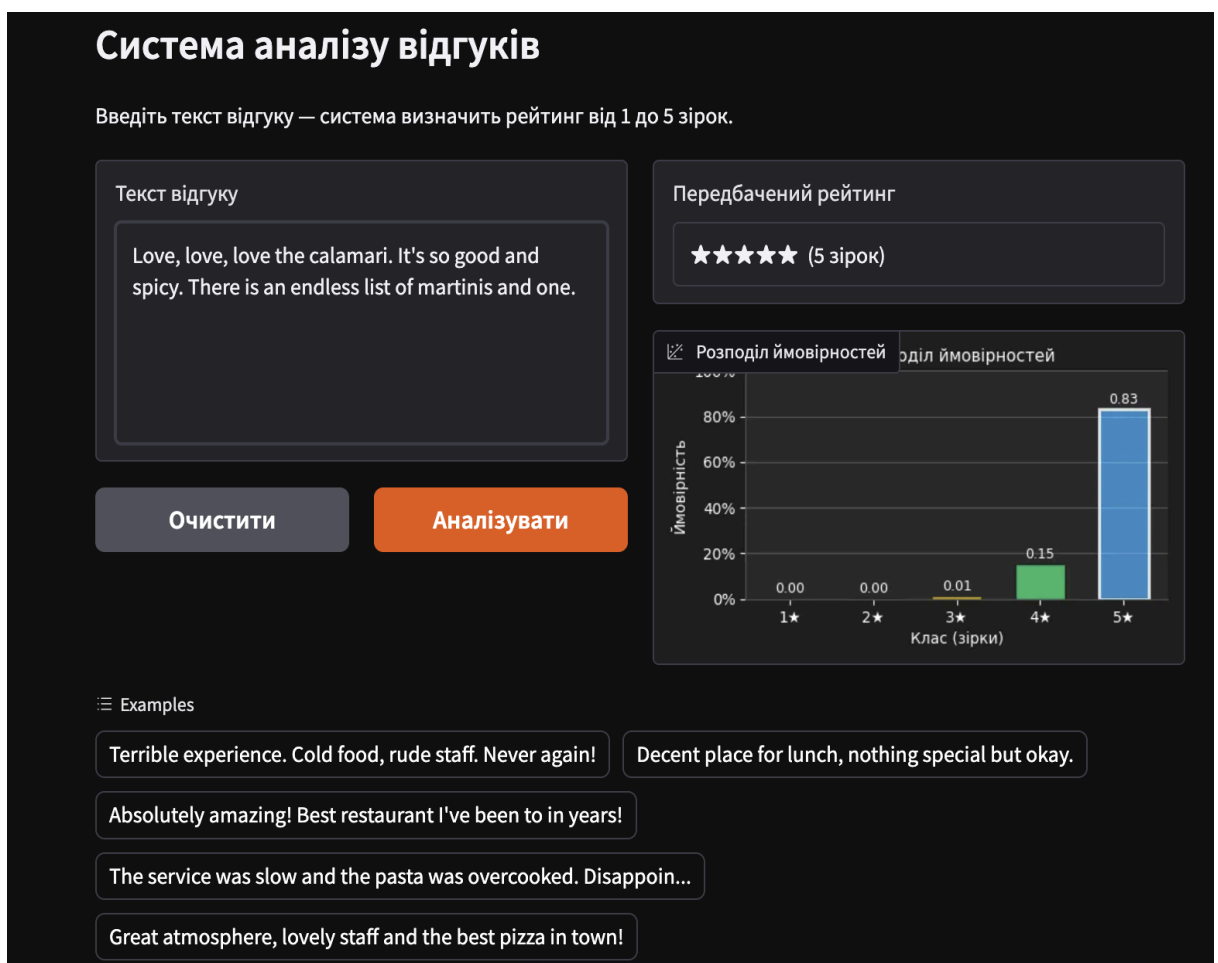 Система аналізу відгуків
Введіть текст відгуку — система визначить рейтинг від 1 до 5 зірок.
Текст відгуку
Love, love, love the calamari. It's so good and
spicy. There is an endless list of martinis and one.
Очистити
Аналізувати
Передбачений рейтинг
★★★★★ (5 зірок)
Розподіл ймовірностей
ймовірностей
80%
60%
40%
20%
0%
Ймовірність
0.00
0.00
0.01
0.15
0.83
1★
2★
3★
4★
5★
Клас (зірки)
Examples
Terrible experience. Cold food, rude staff. Never again!
Decent place for lunch, nothing special but okay.
Absolutely amazing! Best restaurant I've been to in years!
The service was slow and the pasta was overcooked. Disappoin...
Great atmosphere, lovely staff and the best pizza in town!